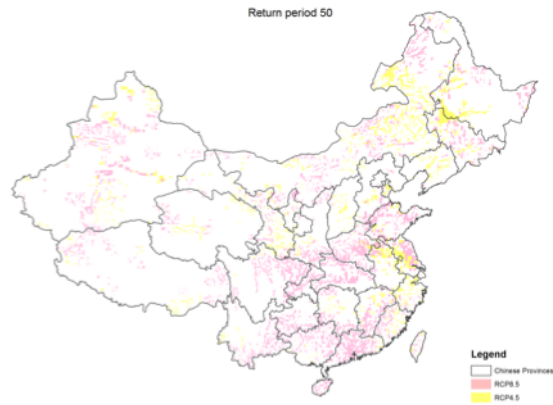 Return period 50
Legend
Chinese Provinces
RCP8.5
RCP4.5